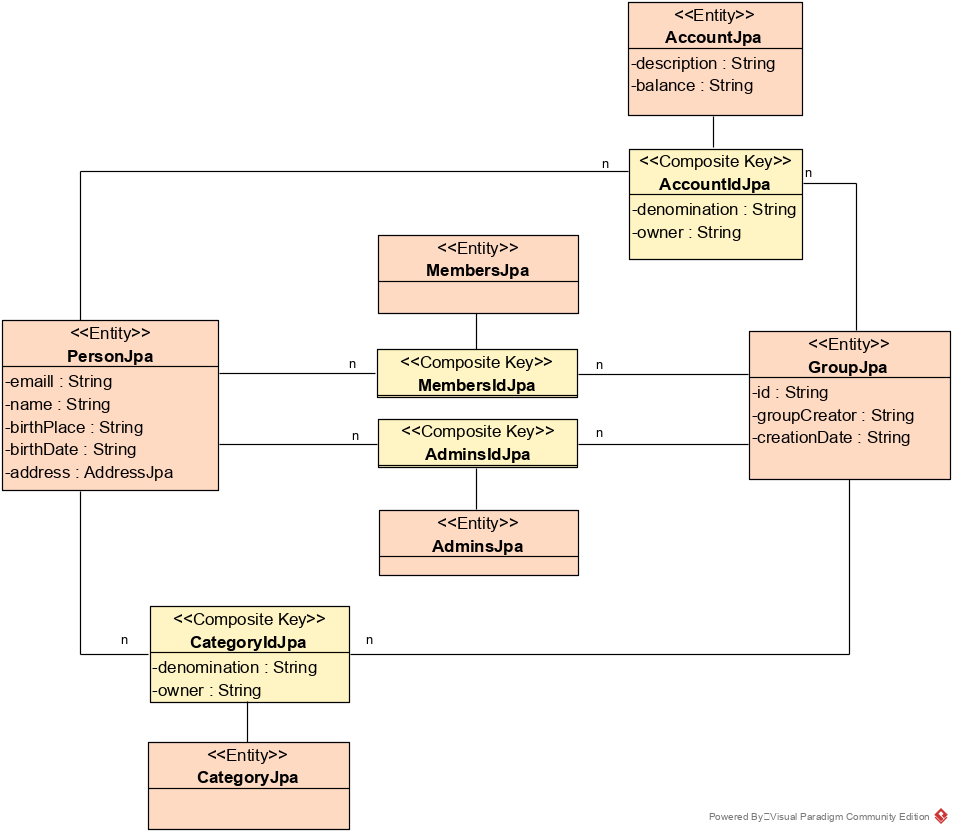 <<Entity>>
AccountJpa
-description : String
-balance : String
n
<<Composite Key>>
AccountIdJpa
-denomination : String
-owner : String
n
<<Entity>>
MembersJpa
<<Entity>>
PersonJpa
-emaill : String
-name : String
-birthPlace : String
-birthDate : String
-address : AddressJpa
n
<<Composite Key>>
MembersIdJpa
n
<<Entity>>
GroupJpa
-id : String
-groupCreator : String
-creationDate : String
n
<<Composite Key>>
AdminsIdJpa
n
<<Entity>>
AdminsJpa
n
<<Composite Key>>
CategoryIdJpa
-denomination : String
-owner : String
n
<<Entity>>
CategoryJpa
Powered By Visual Paradigm Community Edition